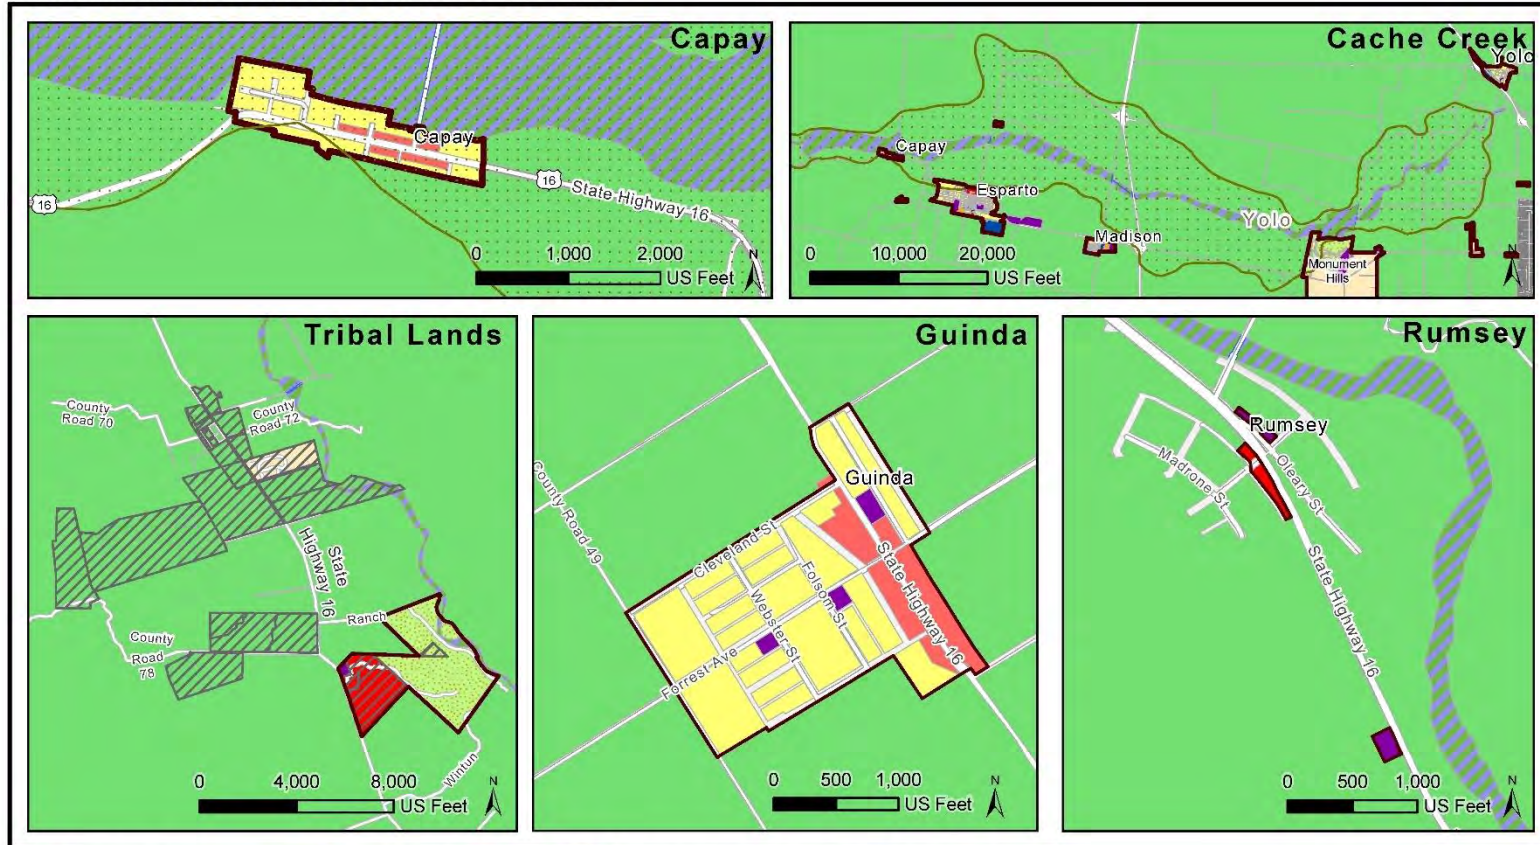 Capay
Capay
16
16
State Highway 16
0 1,000 2,000
US Feet
N
Cache Creek
Yolo
Capay
Esparto
Madison
Yolo
Monument
Hills
0 10,000 20,000
US Feet
N
Tribal Lands
County
Road 70
County
Road 72
State
Highway 16
Ranch
County
Road
78
Wintun
0 4,000 8,000
US Feet
N
Guinda
Guinda
County Road 49
Cleveland St
Folsom St
Webster St
State Highway 16
Forrest Ave
0 500 1,000
US Feet
N
Rumsey
Rumsey
Madrone St
Oleary St
State Highway 16
0 500 1,000
US Feet
N